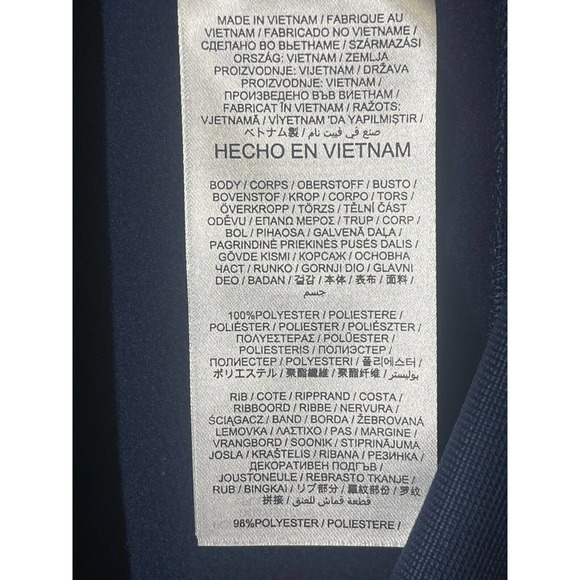 MADE IN VIETNAM / FABRIQUE AU
VIETNAM / FABRICADO NO VIETNAME /
СДЕЛАНО ВО ВЬЕТНАМЕ / SZÁRMAZÁSI
ORSZÁG: VIETNAM / ZEMLJA
PROIZVODNJE: VIJETNAM / DRŽAVA
PROIZVODNJE: VIETNAM /
ПРОИЗВЕДЕНО ВЪВ ВИЕТНАМ /
FABRICAT ÎN VIETNAM / RAŽOTS:
VJETNAMĀ / VİYETNAM 'DA YAPILMIŞTIR /
ベトナム製 / صنع في فييت نام /
HECHO EN VIETNAM
BODY / CORPS / OBERSTOFF / BUSTO /
BOVENSTOF / KROP / CORPO / TORS /
ÖVERKROPP / TÖRZS / TĚLNÍ ČÁST
ODĚVU / ΕΠΑΝΩ ΜΕΡΟΣ / TRUP / CORP /
BOL / PIHAOSA / GALVENĀ DAĻA /
PAGRINDINĖ PRIEKINĖS PUSĖS DALIS /
GÖVDE KISMI / КОРСАЖ / ОСНОВНА
ЧАСТ / RUNKO / GORNJI DIO / GLAVNI
DEO / BADAN / 겉감 / 本体 / 表布 / 面料 /
جسم
100%POLYESTER / POLIESTERE /
POLIÉSTER / POLIESTER / POLIÉSZTER /
ΠΟΛΥΕΣΤΕΡΑΣ / POLÜESTER /
POLIESTERIS / ПОЛИЭСТЕР /
ПОЛИЕСТЕР / POLYESTERI / 폴리에스터 /
ポリエステル / 聚酯纖維 / 聚酯纤维 / بوليستر
RIB / COTE / RIPPRAND / COSTA /
RIBBOORD / RIBBE / NERVURA /
ŚCIĄGACZ / BAND / BORDA / ŽEBROVANÁ
LEMOVKA / ΛΑΣΤΙΧΟ / PAS / MARGINE /
VRANGBORD / SOONIK / STIPRINĀJUMA
JOSLA / KRAŠTELIS / RIBANA / РЕЗИНКА /
ДЕКОРАТИВЕН ПОДГЪВ /
JOUSTONEULE / REBRASTO TKANJE /
RUB / BINGKAI / リブ部分 / 羅紋部份 / 罗纹
拼接 / قطعة قماش للعنق /
98%POLYESTER / POLIESTERE /